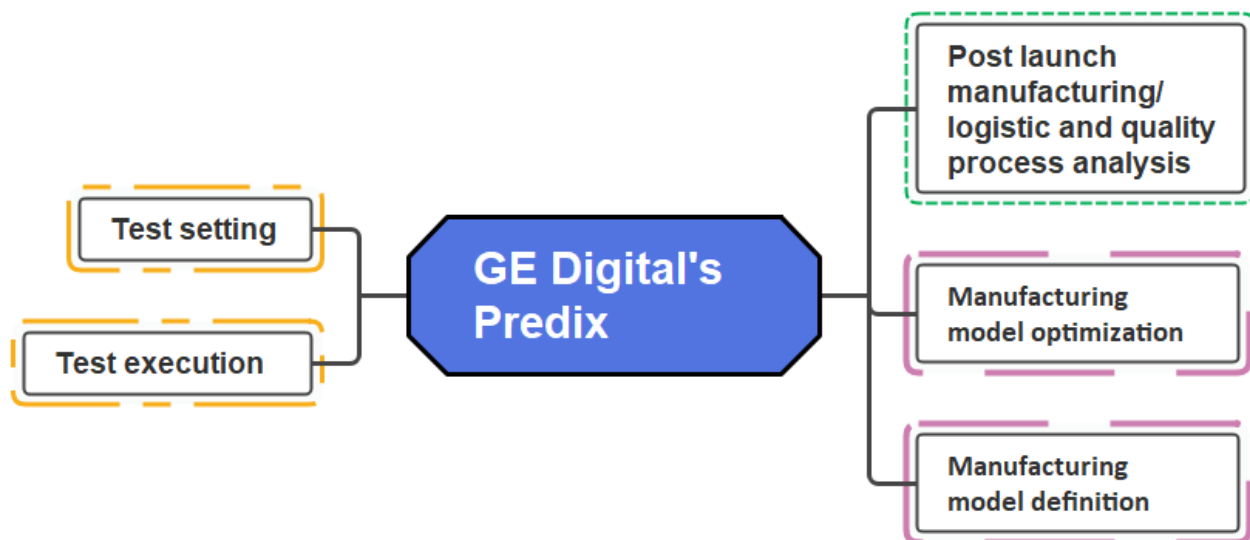 Test setting
Test execution
GE Digital's
Predix
Post launch
manufacturing/
logistic and quality
process analysis
Manufacturing
model optimization
Manufacturing
model definition